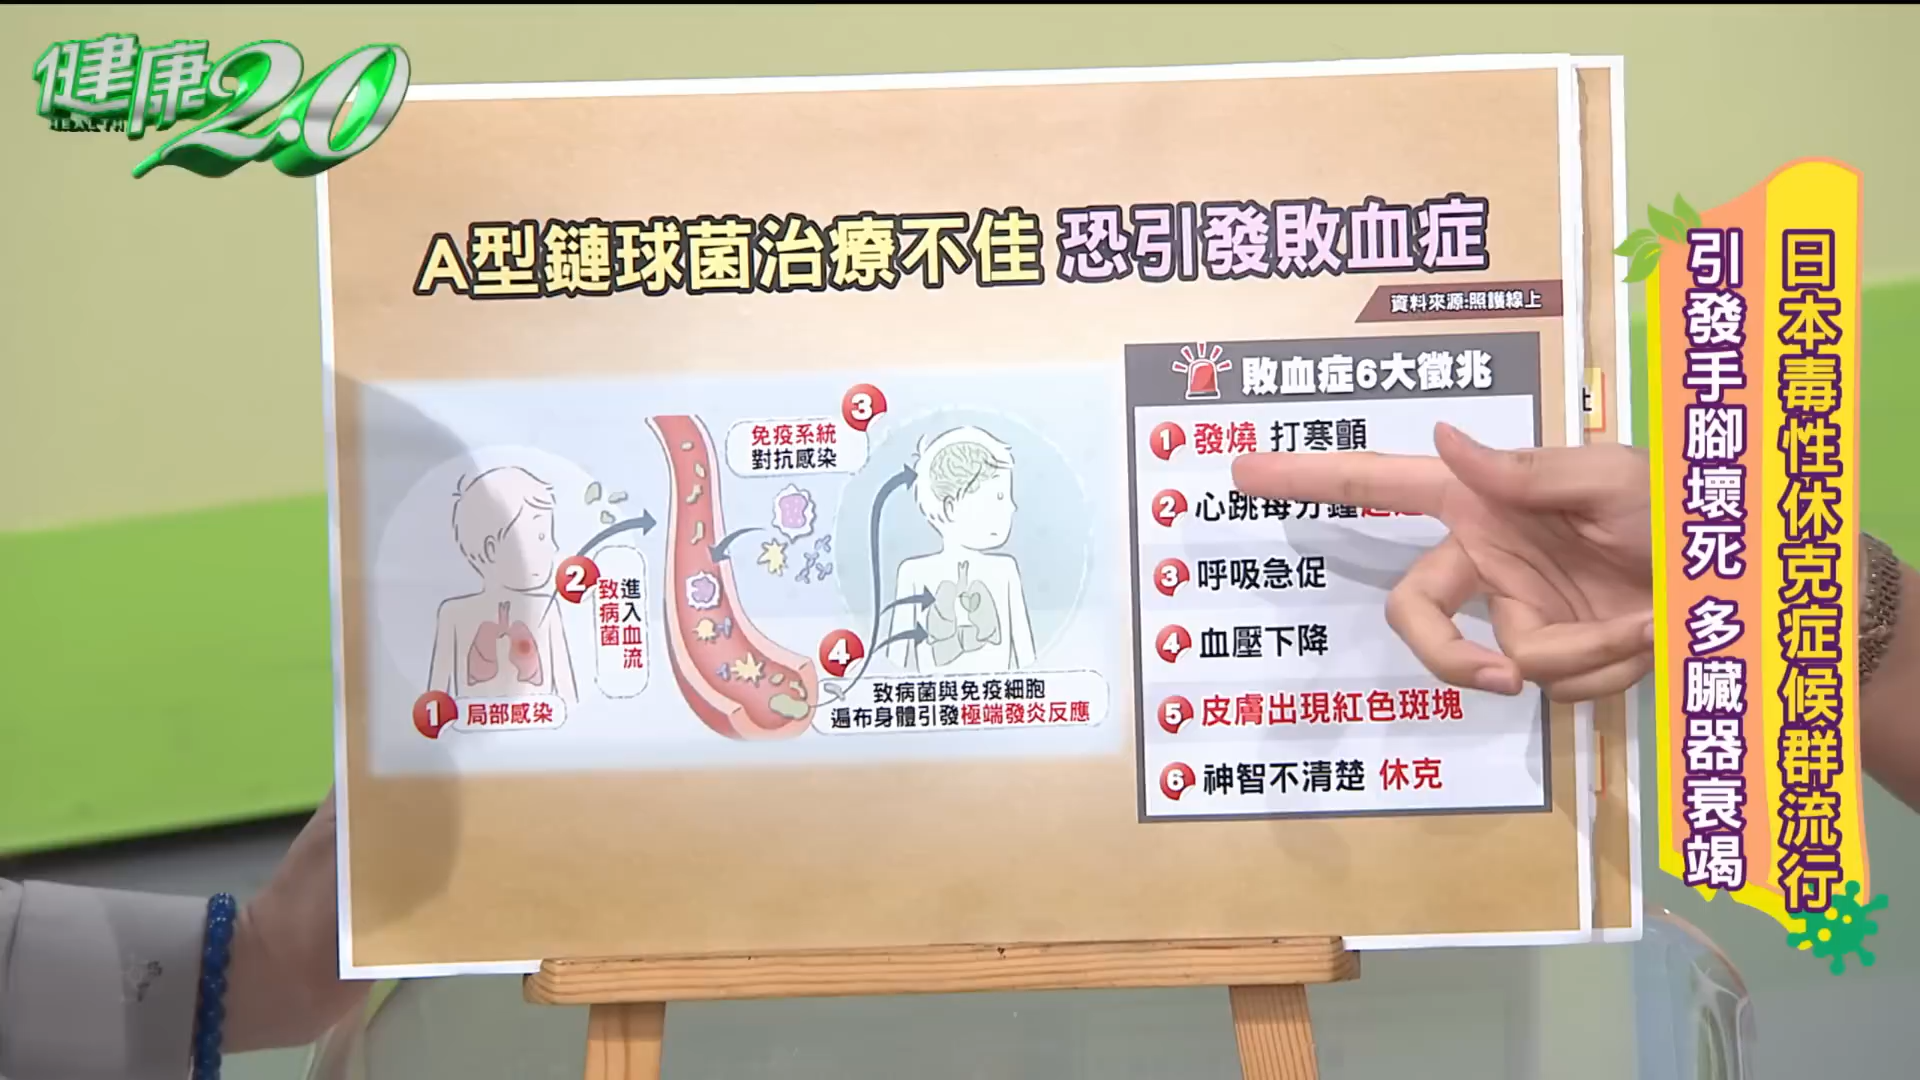 健康2.0
HEALTH
A型鏈球菌治療不佳 恐引發敗血症
資料來源:照護線上
敗血症6大徵兆
1 發燒 打寒顫
2 心跳每分鐘
3 呼吸急促
4 血壓下降
5 皮膚出現紅色斑塊
6 神智不清楚 休克
1 局部感染
2 致病菌
進入血流
3 免疫系統
對抗感染
4 致病菌與免疫細胞
遍布身體引發極端發炎反應
日本毒性休克症候群流行
引發手腳壞死 多臟器衰竭